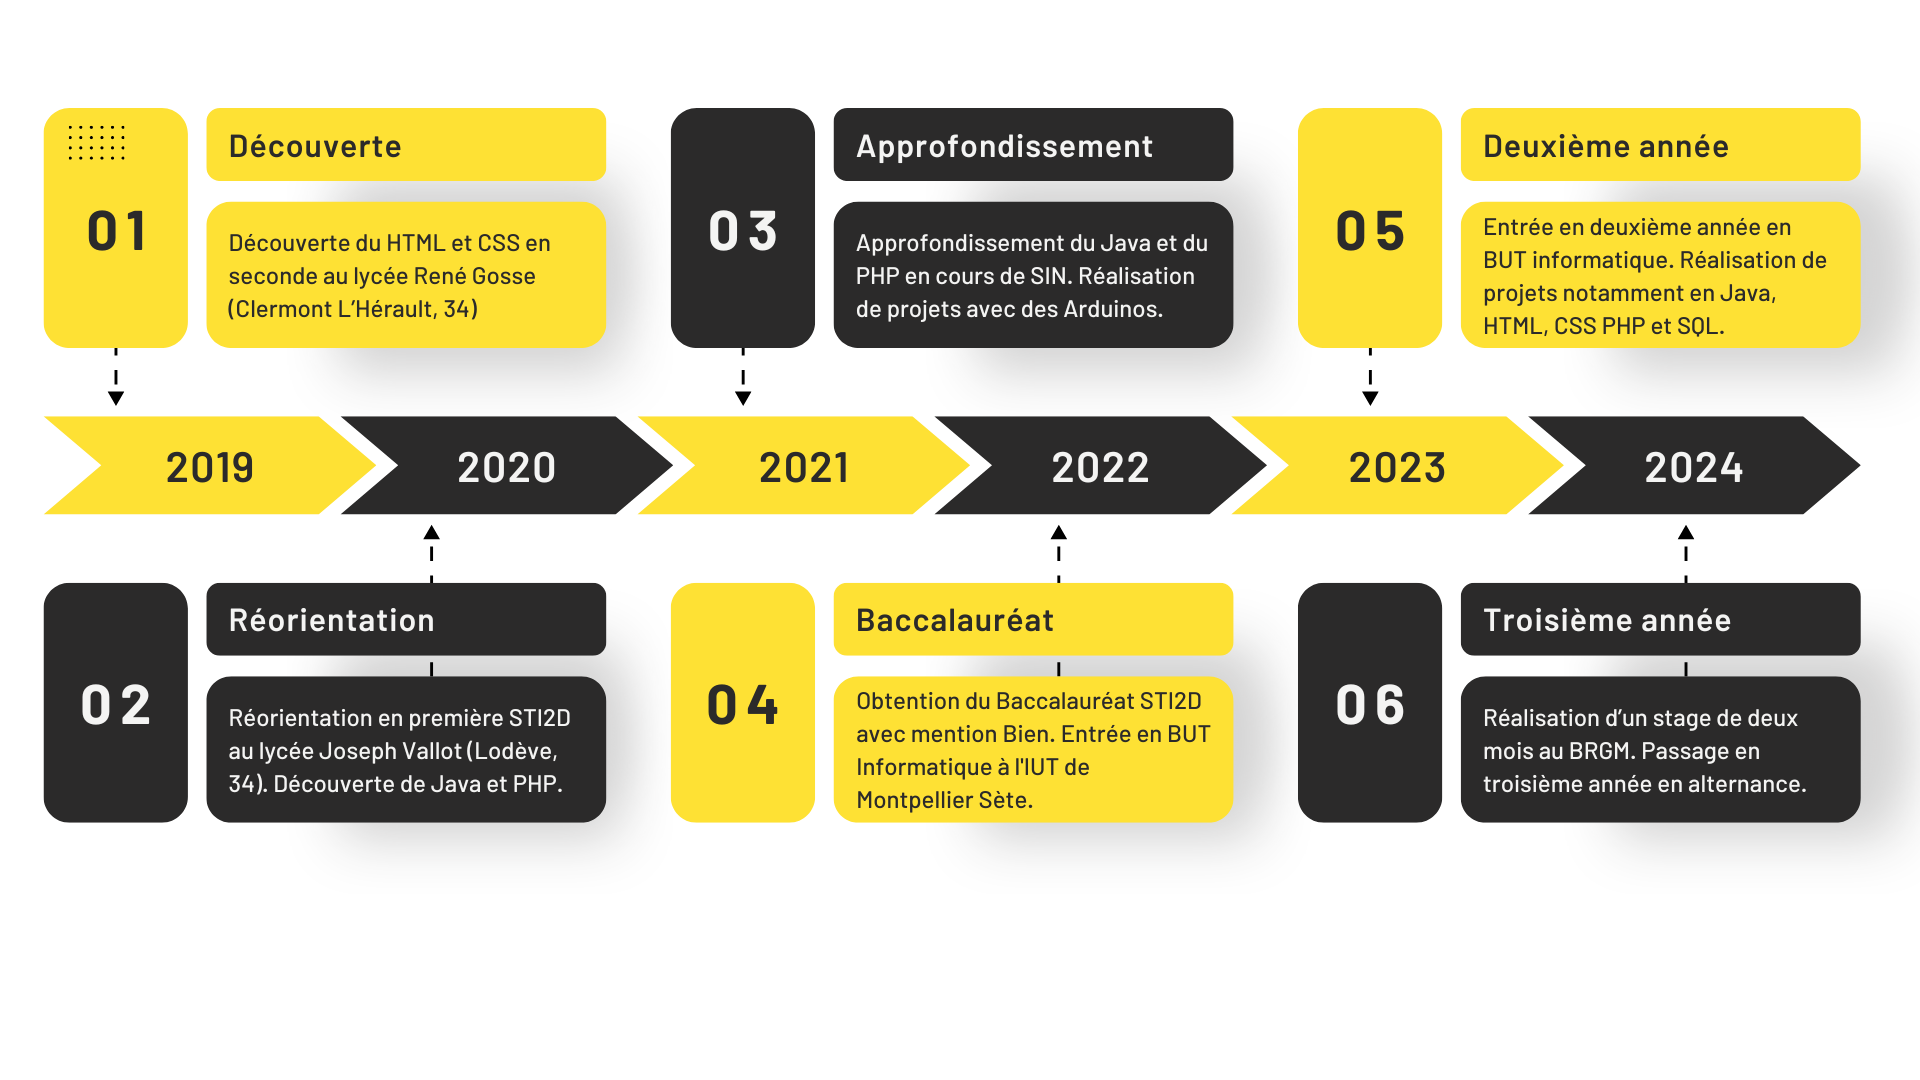 01
Découverte
Découverte du HTML et CSS en
seconde au lycée René Gosse
(Clermont L’Hérault, 34)
03
Approfondissement
Approfondissement du Java et du
PHP en cours de SIN. Réalisation
de projets avec des Arduinos.
05
Deuxième année
Entrée en deuxième année en
BUT informatique. Réalisation de
projets notamment en Java,
HTML, CSS PHP et SQL.
2019
2020
2021
2022
2023
2024
02
Réorientation
Réorientation en première STI2D
au lycée Joseph Vallot (Lodève,
34). Découverte de Java et PHP.
04
Baccalauréat
Obtention du Baccalauréat STI2D
avec mention Bien. Entrée en BUT
Informatique à l'IUT de
Montpellier Sète.
06
Troisième année
Réalisation d’un stage de deux
mois au BRGM. Passage en
troisième année en alternance.